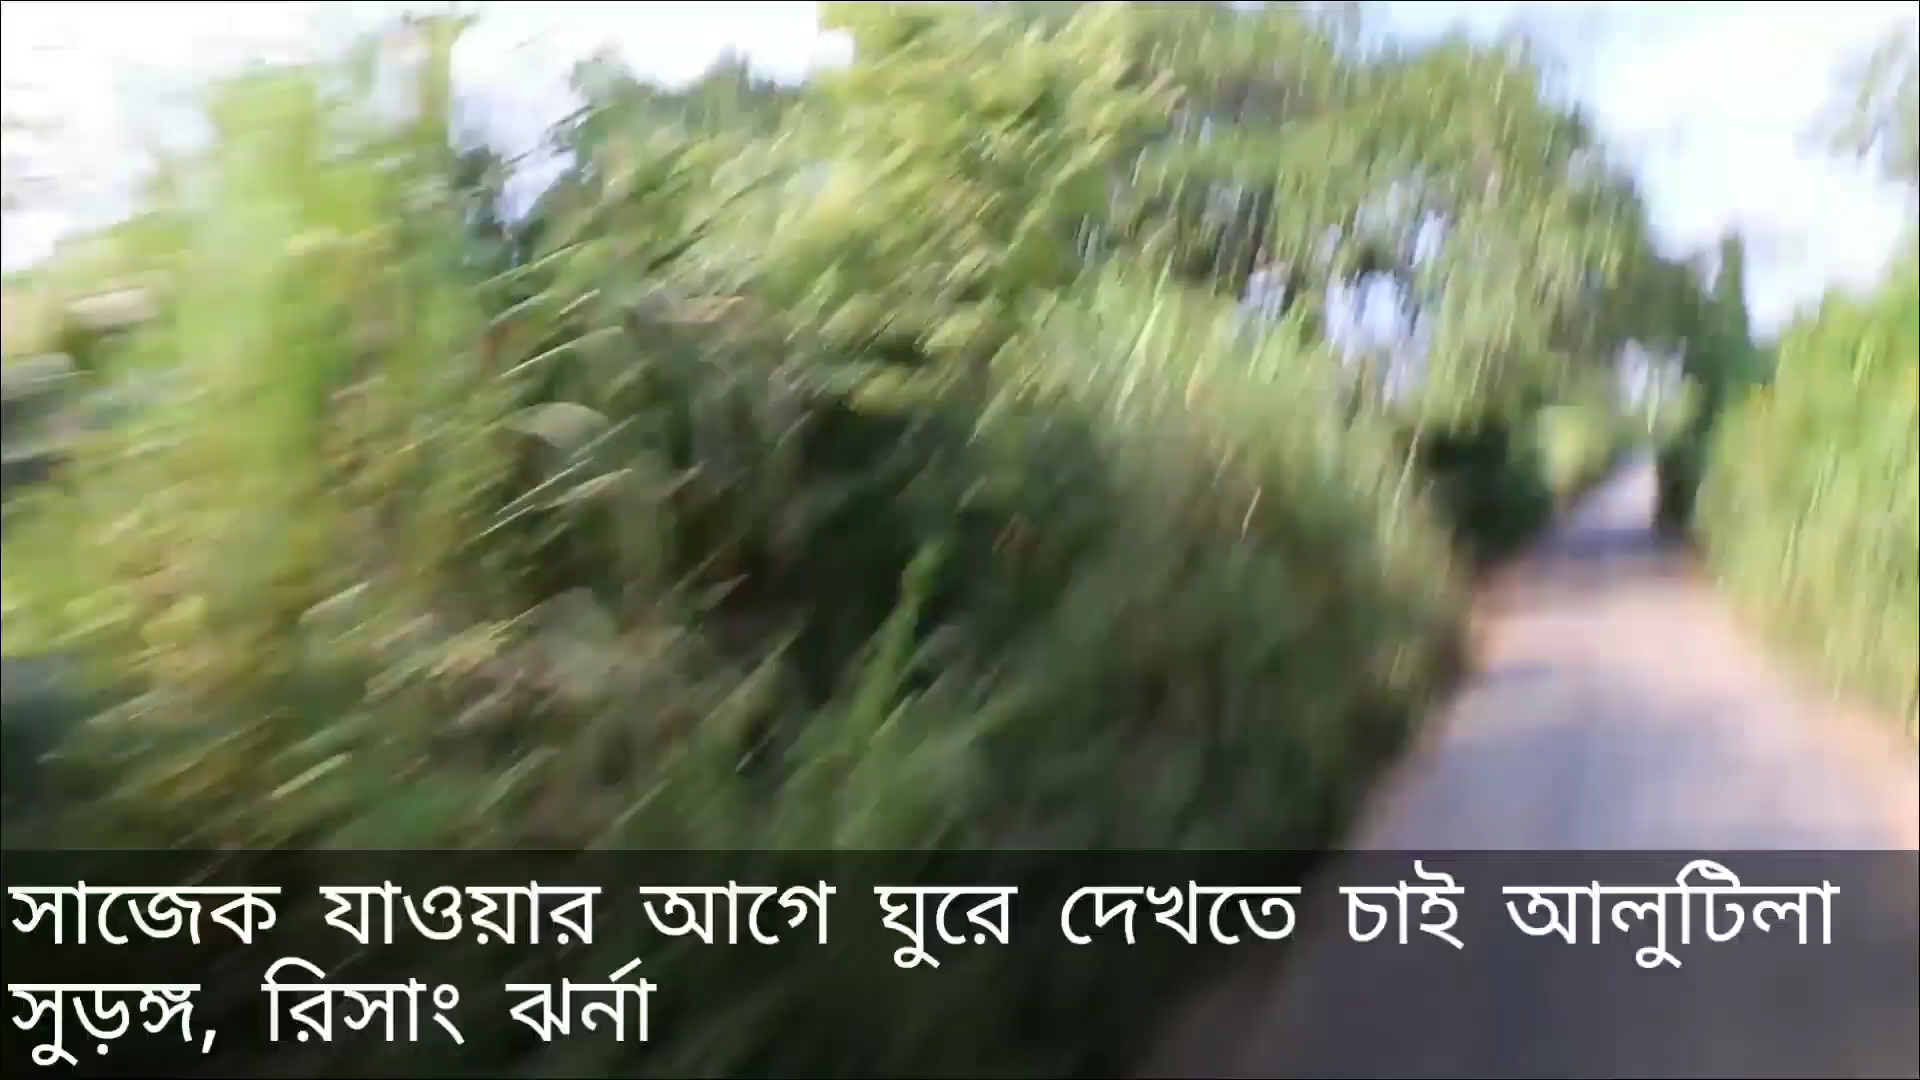 সাজেক যাওয়ার আগে ঘুরে দেখতে চাই আলুটিলা
সুড়ঙ্গ, রিসাং ঝর্না